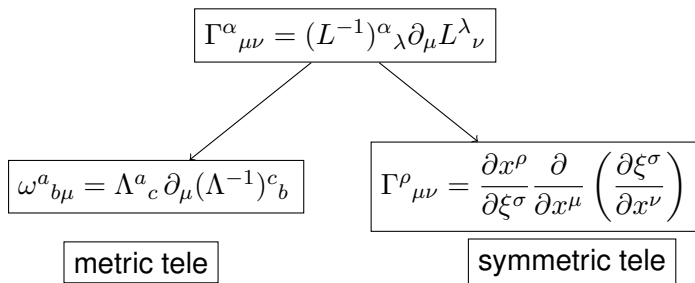 Γ^α_{μν} = (L^{-1})^α_λ ∂_μ L^λ_ν
ω^a_{bμ} = Λ^a_c ∂_μ (Λ^{-1})^c_b
Γ^ρ_{μν} = ∂x^ρ/∂ξ^σ ∂/∂x^μ (∂ξ^σ/∂x^ν)
metric tele
symmetric tele